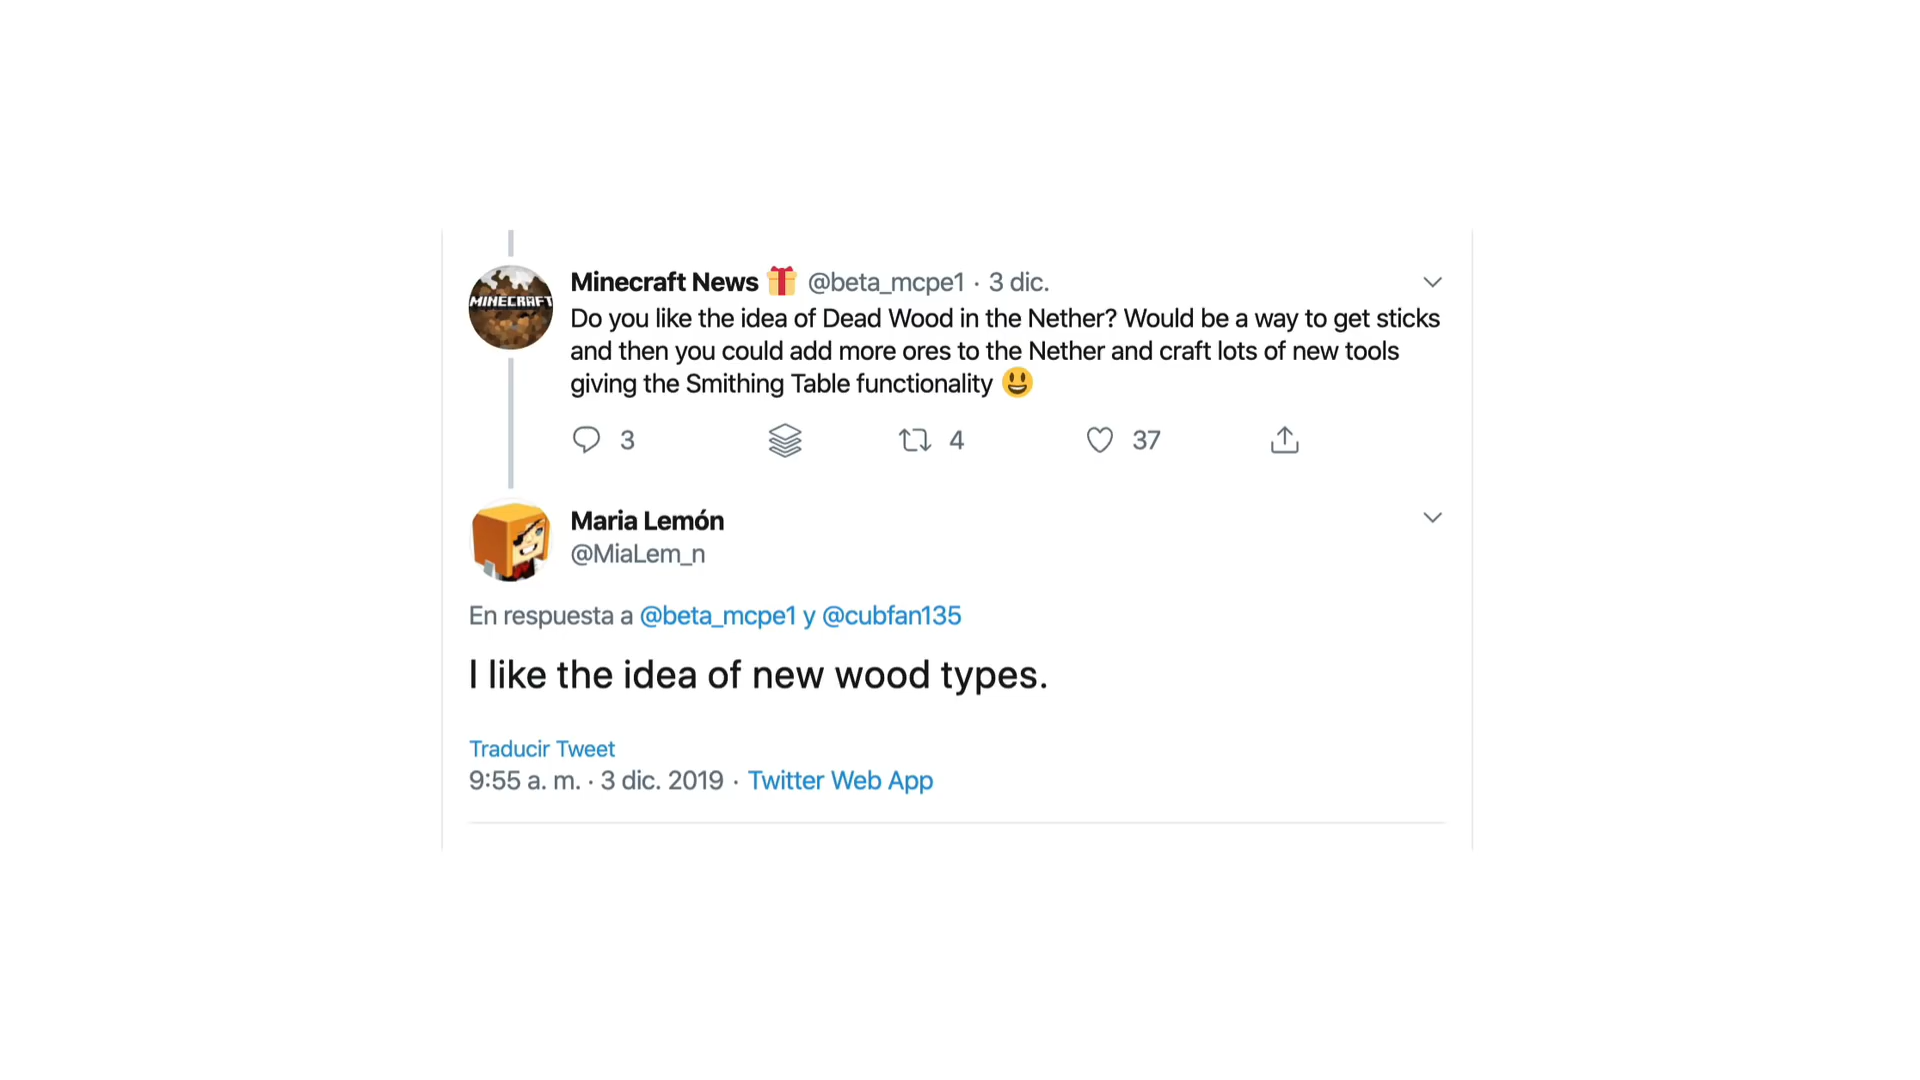 MINECRAFT
Minecraft News 🎁 @beta_mcpe1 · 3 dic.
Do you like the idea of Dead Wood in the Nether? Would be a way to get sticks
and then you could add more ores to the Nether and craft lots of new tools
giving the Smithing Table functionality 😃
3 4 37
Maria Lemón
@MiaLem_n
En respuesta a @beta_mcpe1 y @cubfan135
I like the idea of new wood types.
Traducir Tweet
9:55 a. m. · 3 dic. 2019 · Twitter Web App